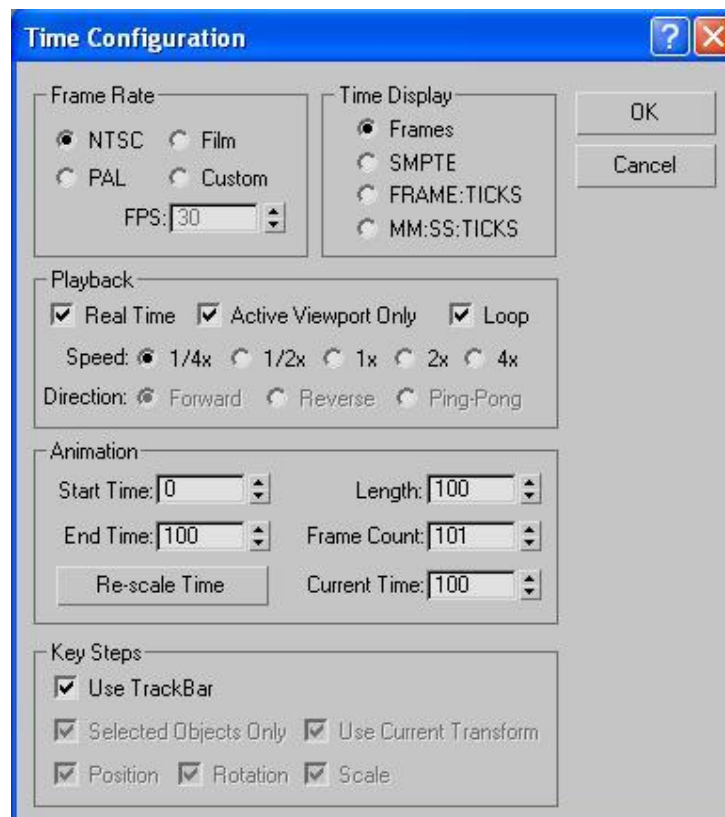 Time Configuration
Frame Rate
NTSC Film
PAL Custom
FPS: 30
Time Display
Frames
SMPTE
FRAME:TICKS
MM:SS:TICKS
OK
Cancel
Playback
Real Time Active Viewport Only Loop
Speed: 1/4x 1/2x 1x 2x 4x
Direction: Forward Reverse Ping-Pong
Animation
Start Time: 0 Length: 100
End Time: 100 Frame Count: 101
Re-scale Time Current Time: 100
Key Steps
Use TrackBar
Selected Objects Only Use Current Transform
Position Rotation Scale